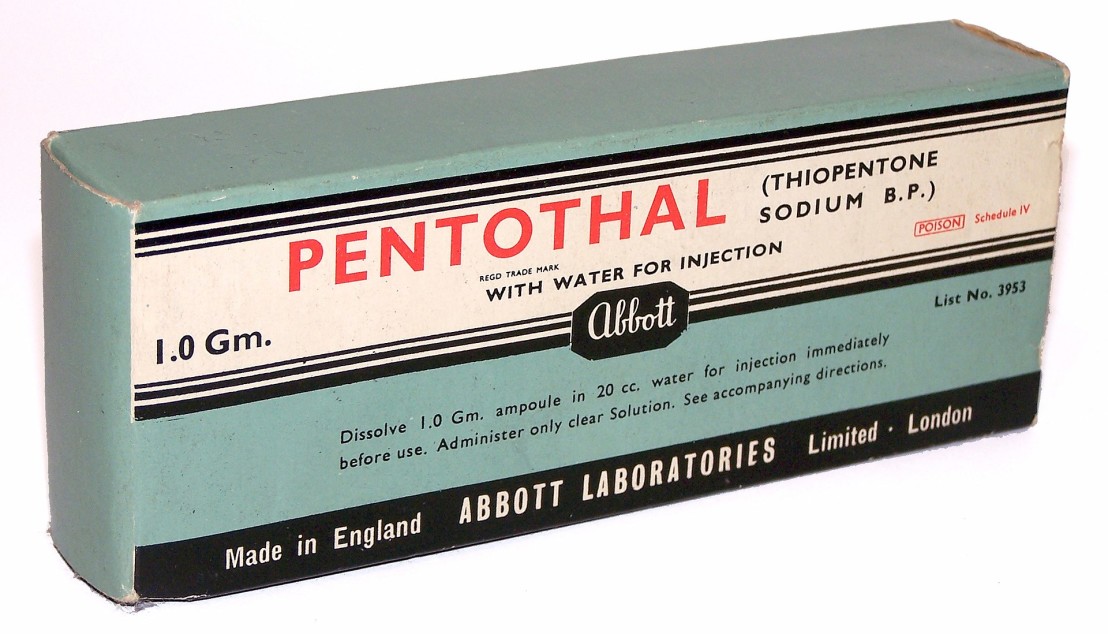 PENTOTHAL
(THIOPENTONE
SODIUM B.P.)
POISON Schedule IV
REGD TRADE MARK
WITH WATER FOR INJECTION
1.0 Gm.
Abbott
List No. 3953
Dissolve 1.0 Gm. ampoule in 20 cc. water for injection immediately
before use. Administer only clear Solution. See accompanying directions.
Made in England ABBOTT LABORATORIES Limited · London